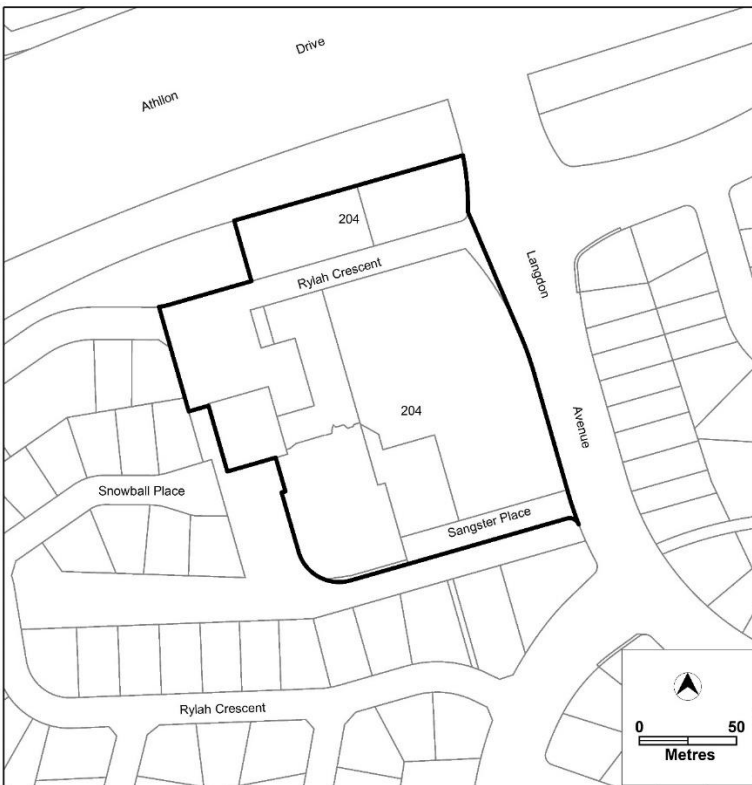 Drive
Athllon
204
Langdon
Rylah Crescent
204
Avenue
Snowball Place
Sangster Place
Rylah Crescent
0 50
Metres